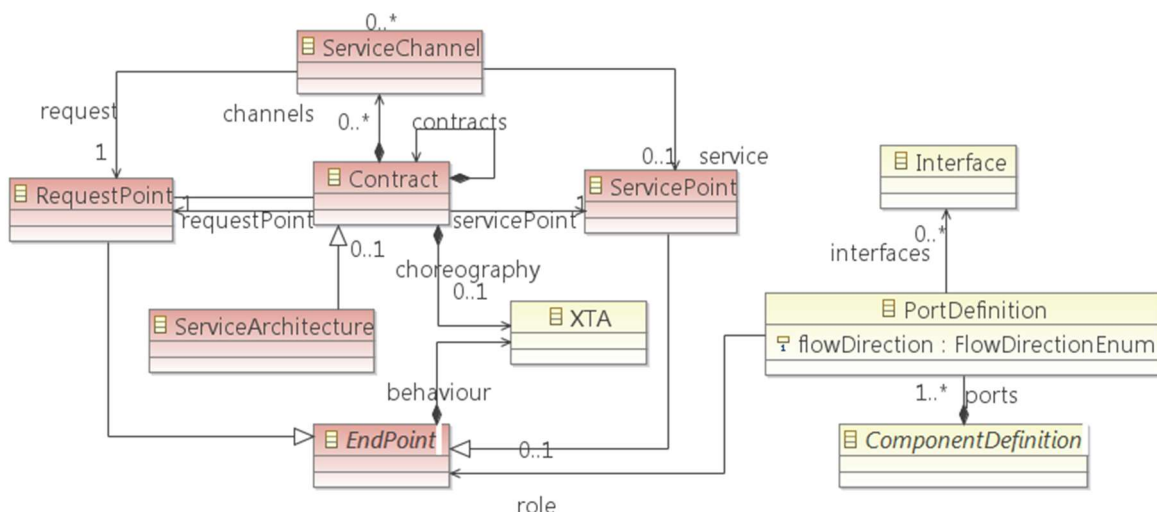 0..*
ServiceChannel
request
channels
0..*
contracts
1
0..1
service
Interface
Contract
RequestPoint
ServicePoint
1
requestPoint
servicePoint
1
0..*
interfaces
0..1
choreography
0..1
PortDefinition
flowDirection : FlowDirectionEnum
ServiceArchitecture
XTA
behaviour
1..*
ports
EndPoint
0..1
ComponentDefinition
role